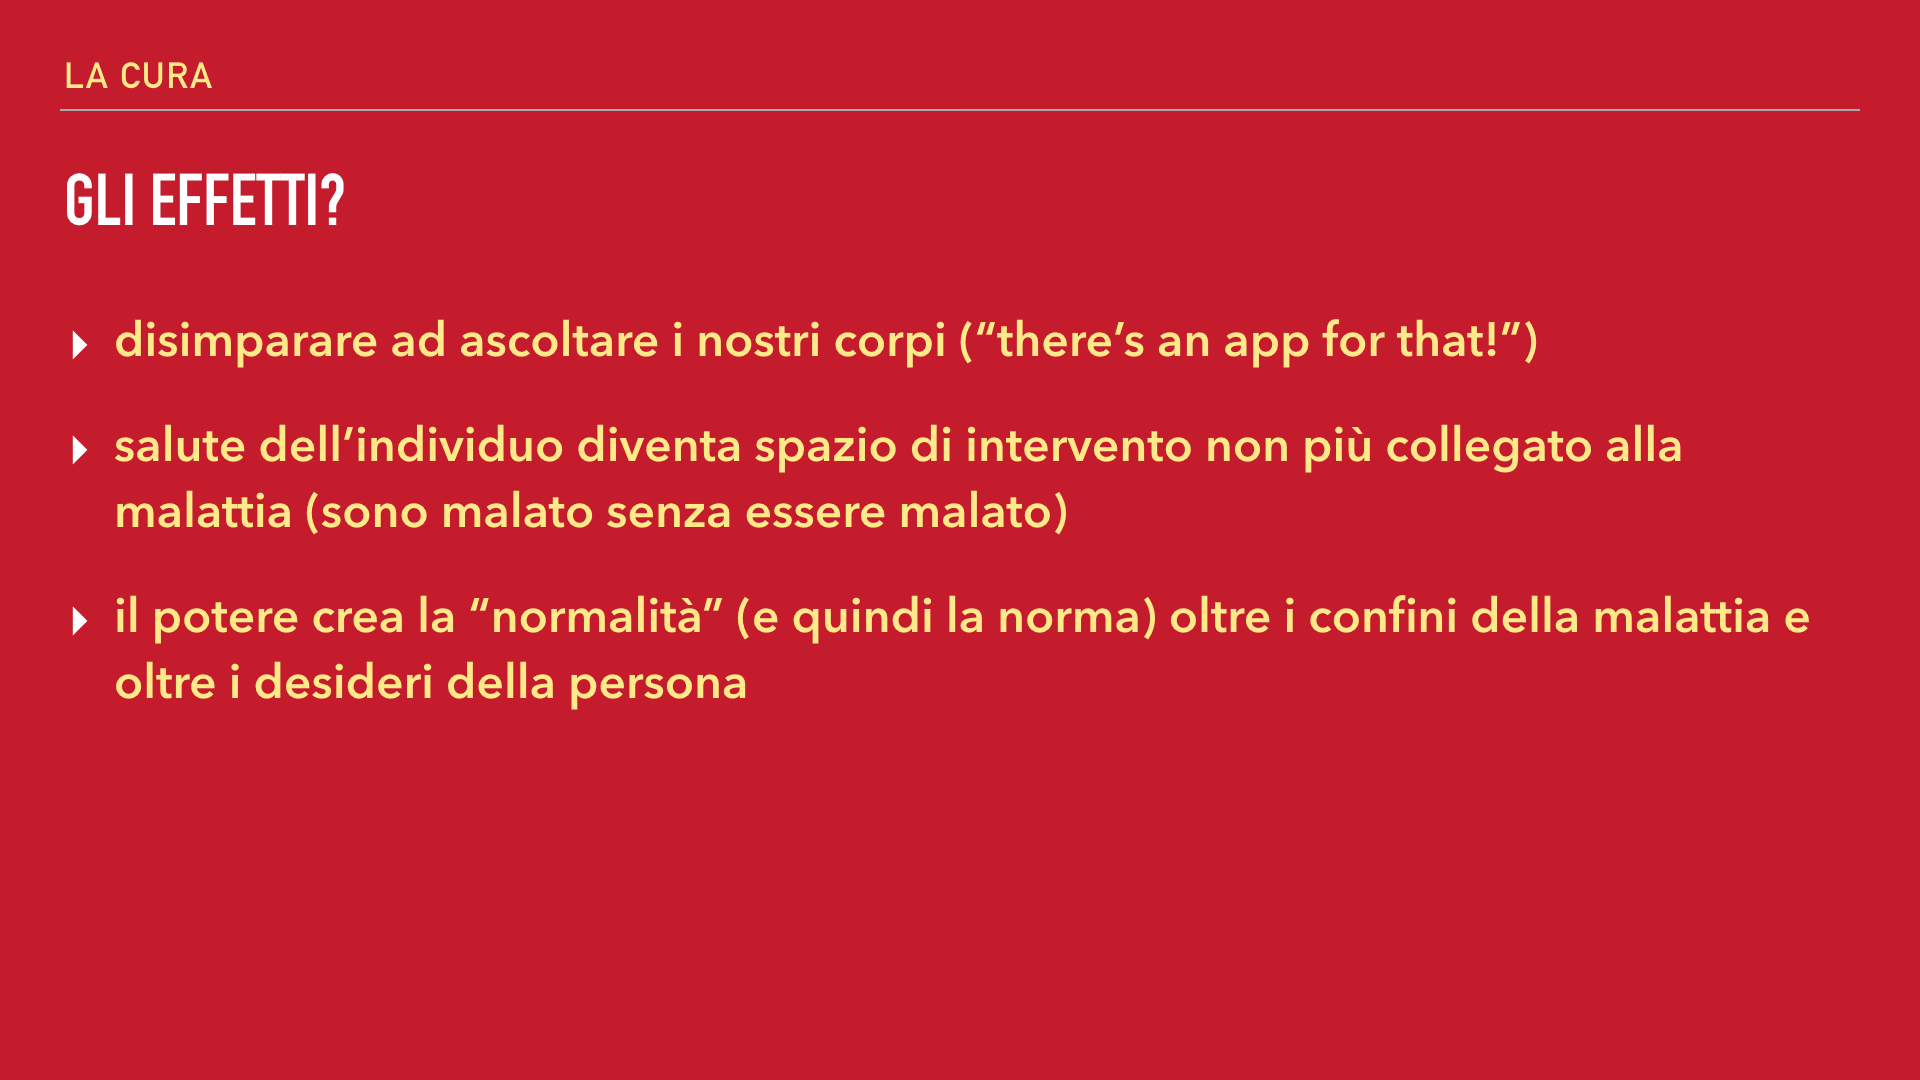 LA CURA
GLI EFFETTI?
▸ disimparare ad ascoltare i nostri corpi (“there’s an app for that!”)
▸ salute dell’individuo diventa spazio di intervento non più collegato alla
malattia (sono malato senza essere malato)
▸ il potere crea la “normalità” (e quindi la norma) oltre i confini della malattia e
oltre i desideri della persona